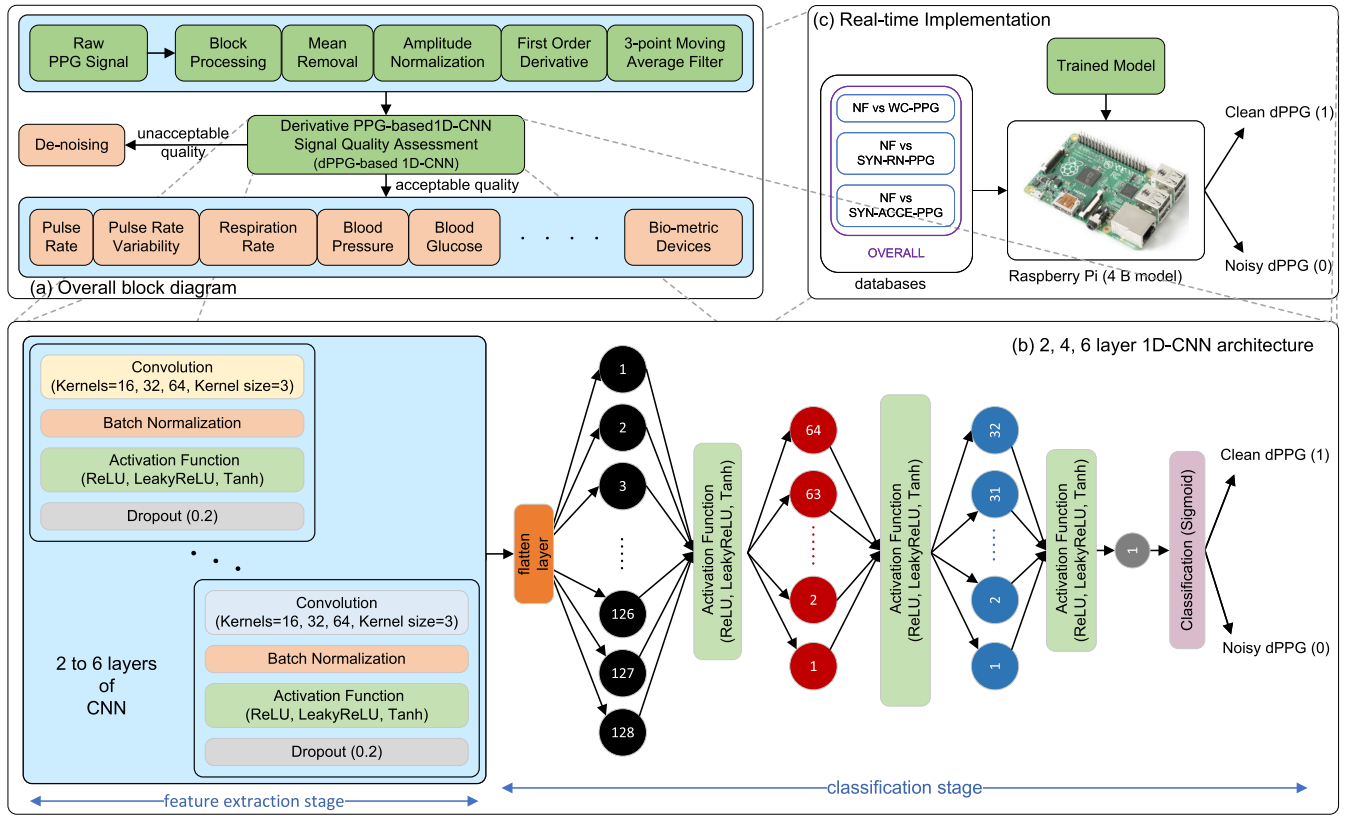 Raw
PPG Signal
Block
Processing
Mean
Removal
Amplitude
Normalization
First Order
Derivative
3-point Moving
Average Filter
De-noising
unacceptable
quality
Derivative PPG-based1D-CNN
Signal Quality Assessment
(dPPG-based 1D-CNN)
acceptable quality
Pulse
Rate
Pulse Rate
Variability
Respiration
Rate
Blood
Pressure
Blood
Glucose
. . . . .
Bio-metric
Devices
(a) Overall block diagram
(c) Real-time Implementation
Trained Model
NF vs WC-PPG
NF vs
SYN-RN-PPG
NF vs
SYN-ACCE-PPG
OVERALL
databases
Raspberry Pi (4 B model)
Clean dPPG (1)
Noisy dPPG (0)
(b) 2, 4, 6 layer 1D-CNN architecture
Convolution
(Kernels=16, 32, 64, Kernel size=3)
Batch Normalization
Activation Function
(ReLU, LeakyReLU, Tanh)
Dropout (0.2)
Convolution
(Kernels=16, 32, 64, Kernel size=3)
Batch Normalization
Activation Function
(ReLU, LeakyReLU, Tanh)
Dropout (0.2)
2 to 6 layers
of
CNN
feature extraction stage
flatten
layer
1
2
3
126
127
128
Activation Function
(ReLU, LeakyReLU, Tanh)
64
63
2
1
Activation Function
(ReLU, LeakyReLU, Tanh)
32
31
2
1
Activation Function
(ReLU, LeakyReLU, Tanh)
1
Classification (Sigmoid)
Clean dPPG (1)
Noisy dPPG (0)
classification stage